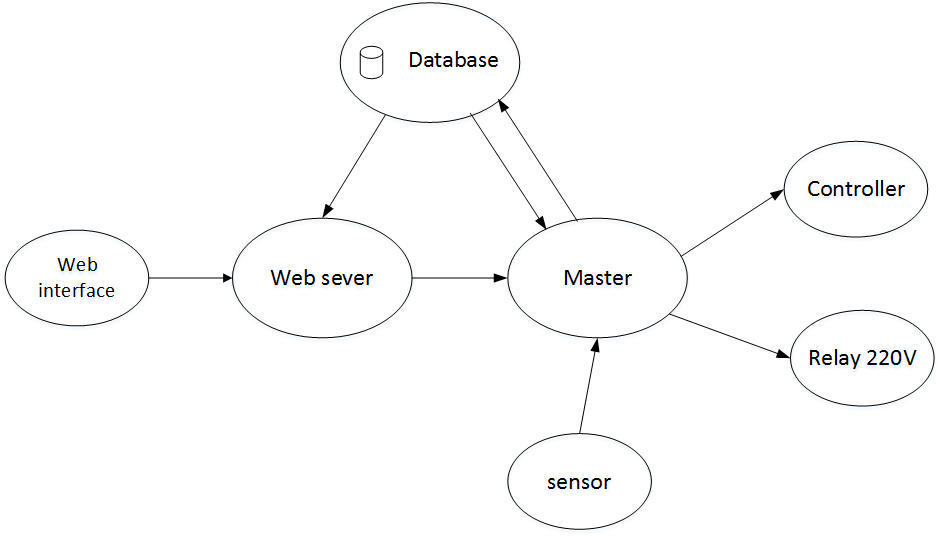 Database
Controller
Web
interface
Web sever
Master
Relay 220V
sensor